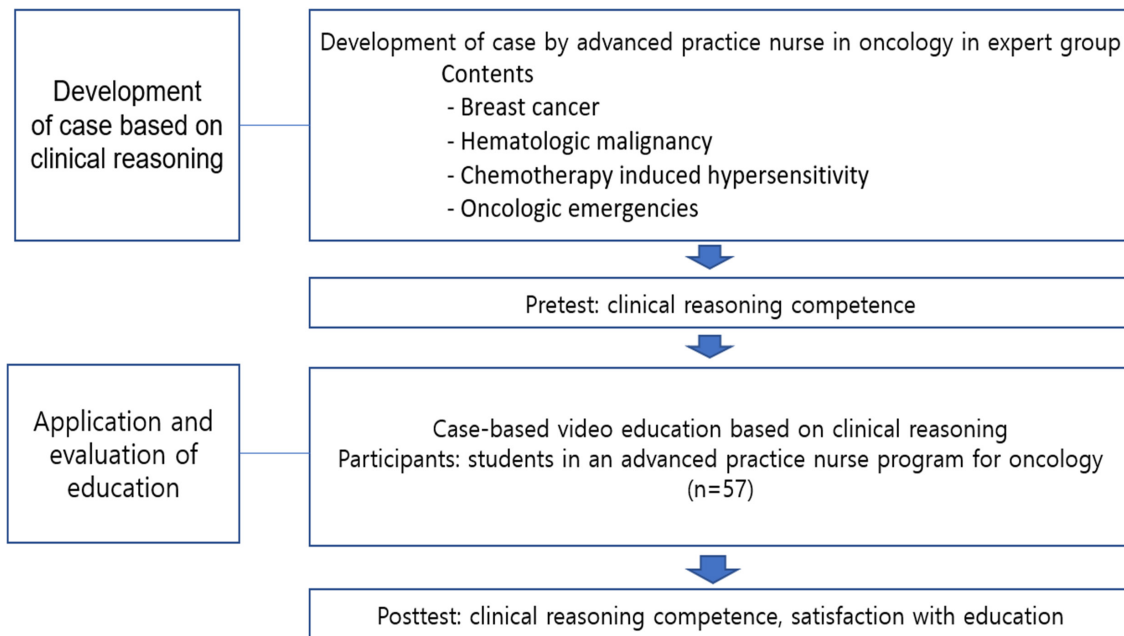 Development
of case based on
clinical reasoning
Development of case by advanced practice nurse in oncology in expert group
Contents
- Breast cancer
- Hematologic malignancy
- Chemotherapy induced hypersensitivity
- Oncologic emergencies
Pretest: clinical reasoning competence
Application and
evaluation of
education
Case-based video education based on clinical reasoning
Participants: students in an advanced practice nurse program for oncology
(n=57)
Posttest: clinical reasoning competence, satisfaction with education